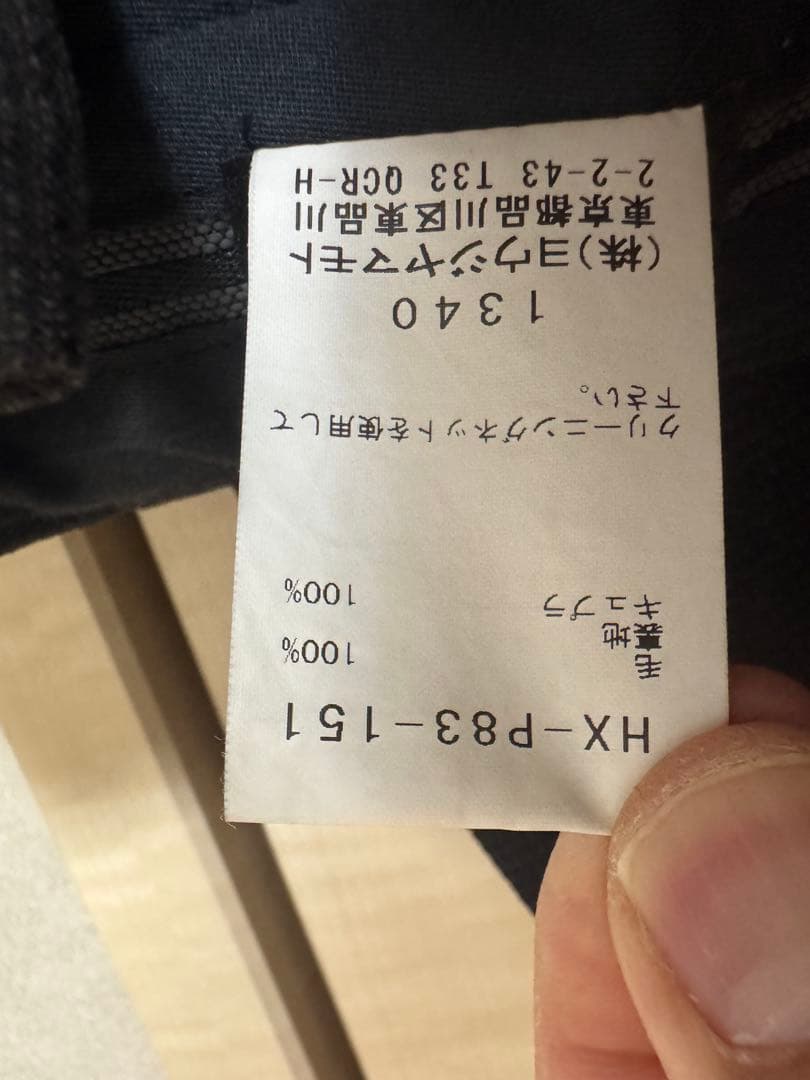 HX-P83-151
毛 100%
裏地
キュプラ 100%
クリーニングネットを使用して
下さい。
1340
(株)ヨウジヤマモト
東京都品川区東品川
2-2-43 T33 QCR-H